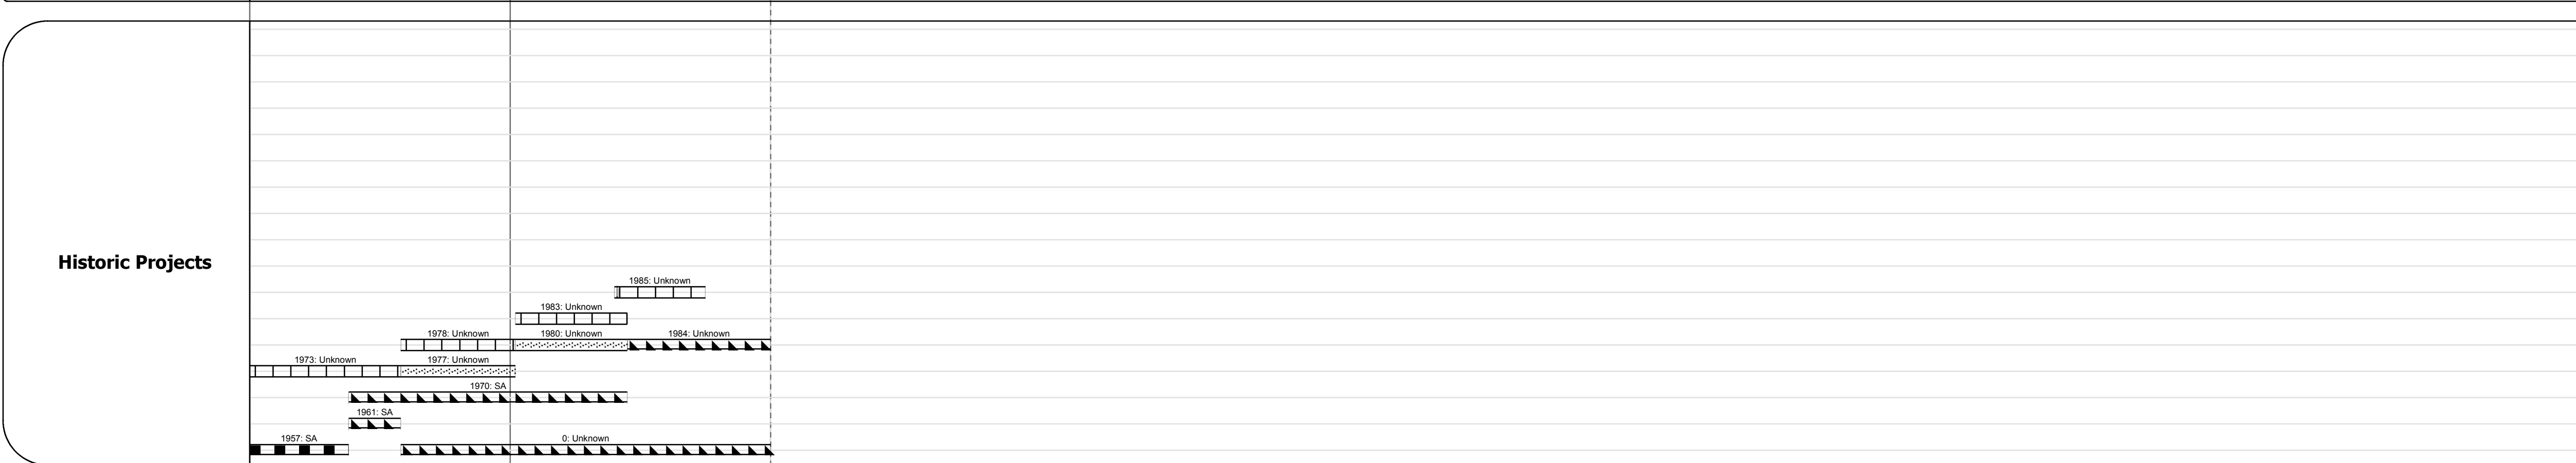 Historic Projects
1985: Unknown
1983: Unknown
1978: Unknown 1980: Unknown 1984: Unknown
1973: Unknown 1977: Unknown
1970: SA
1961: SA
1957: SA 0: Unknown